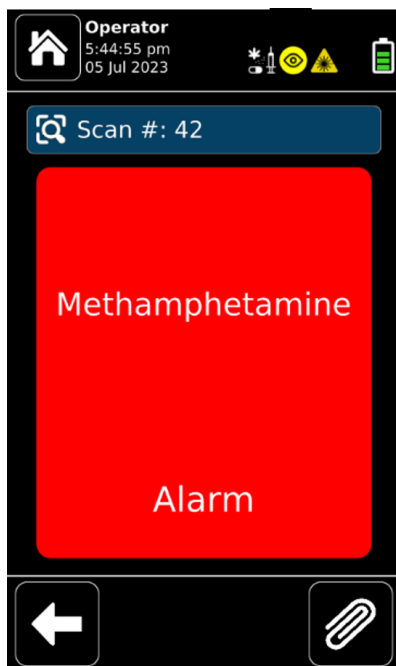 Operator
5:44:55 pm
05 Jul 2023
Scan #: 42
Methamphetamine
Alarm